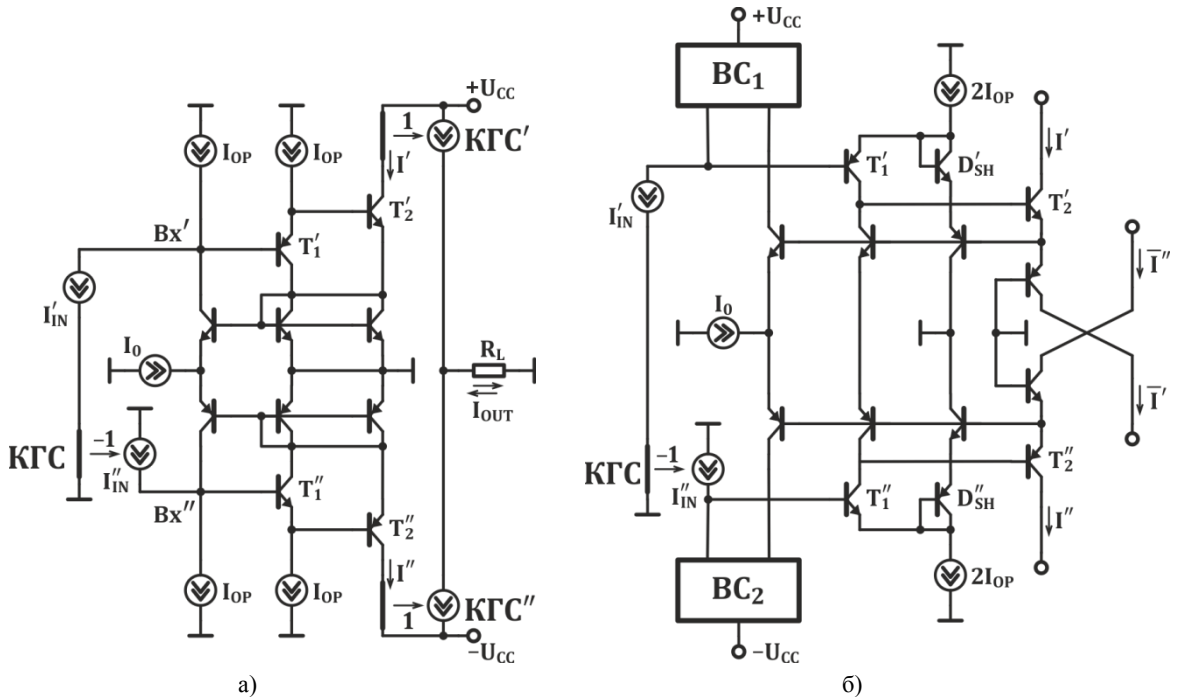 +U_CC
I_OP
I_OP
1
КГС′
I′
T′_2
Вх′
T′_1
I′_IN
I_0
R_L
I_OUT
КГС
−1
I″_IN
Вх″
T″_1
T″_2
I″
I_OP
I_OP
1
КГС″
−U_CC
а)
+U_CC
BC_1
2I_OP
I′
T′_1
D′_SH
T′_2
I′_IN
I̅″
I_0
КГС
−1
I″_IN
T″_1
D″_SH
T″_2
I̅′
I″
BC_2
2I_OP
−U_CC
б)